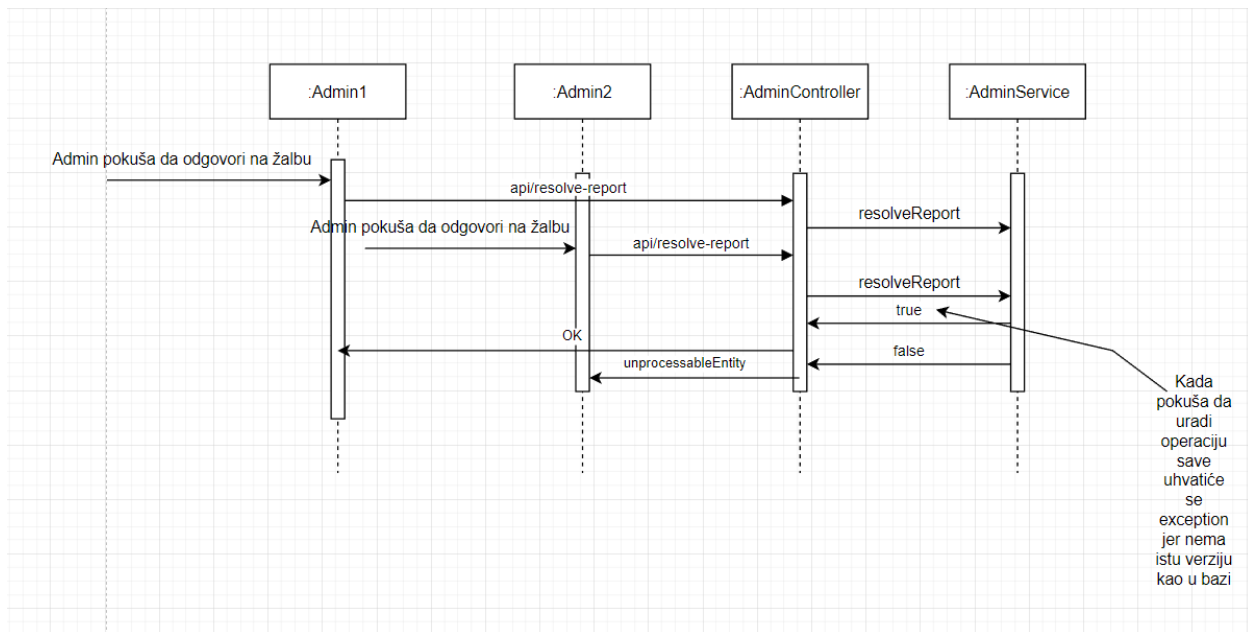 :Admin1
:Admin2
:AdminController
:AdminService
Admin pokuša da odgovori na žalbu
api/resolve-report
resolveReport
Admin pokuša da odgovori na žalbu
api/resolve-report
resolveReport
true
OK
false
unprocessableEntity
Kada
pokuša da
uradi
operaciju
save
uhvatiće
se
exception
jer nema
istu verziju
kao u bazi